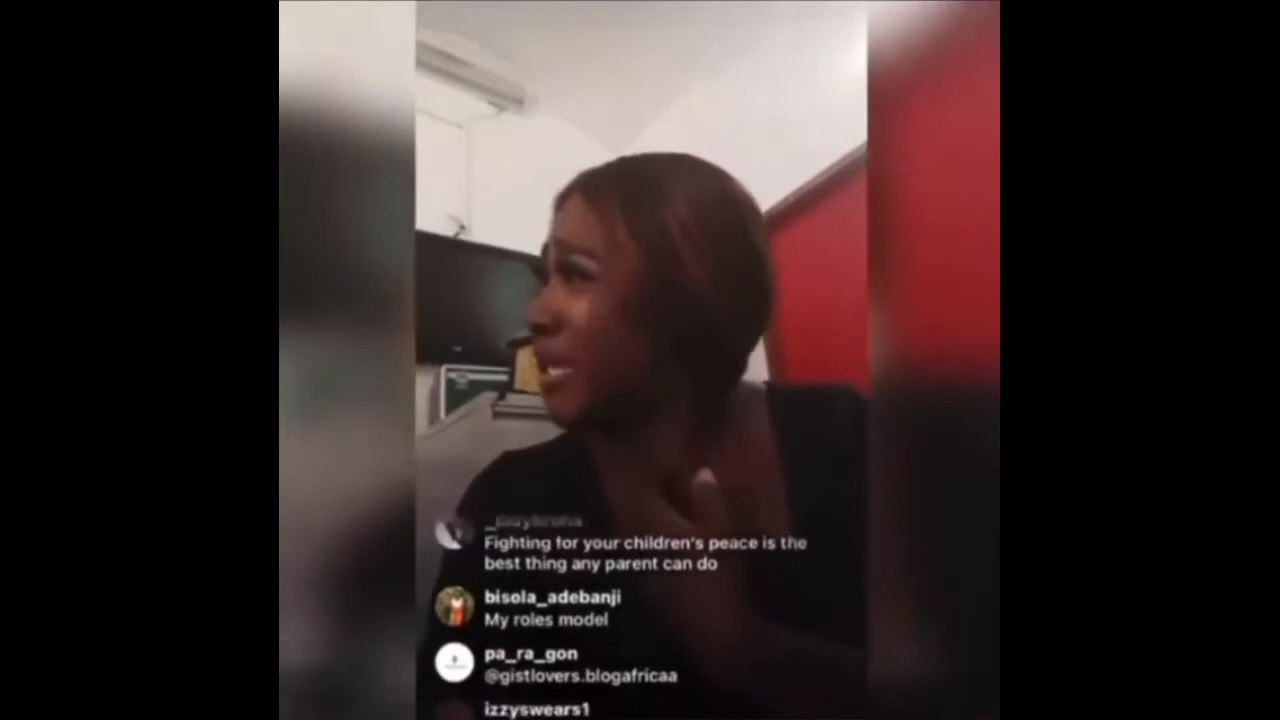 Fighting for your children's peace is the
best thing any parent can do
bisola_adebanji
My roles model
pa_ra_gon
@gistlovers.blogafricaa
izzyswears1